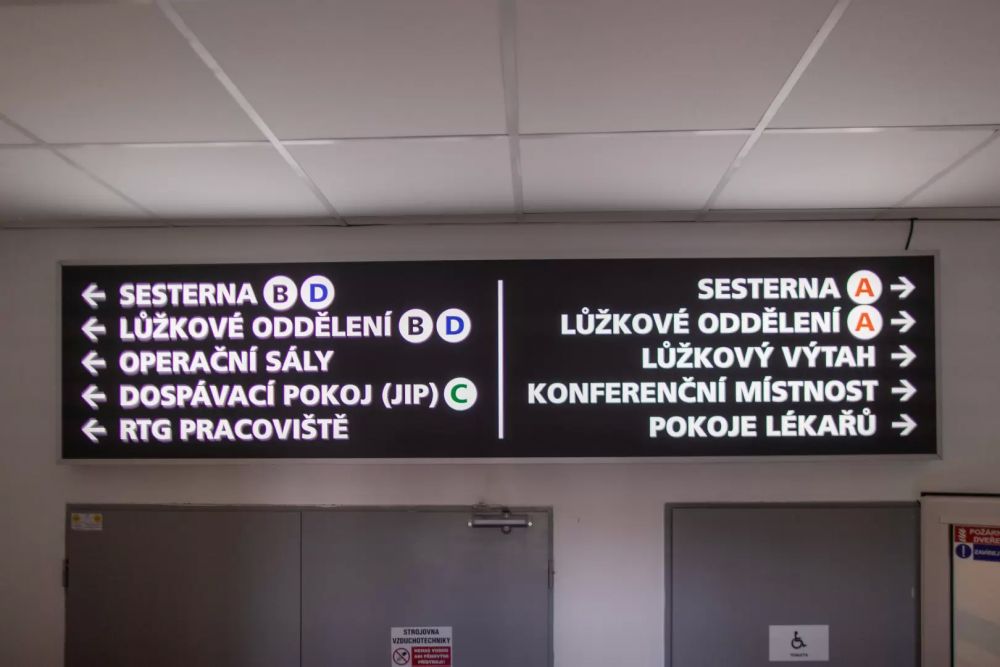 ← SESTERNA B D
← LŮŽKOVÉ ODDĚLENÍ B D
← OPERAČNÍ SÁLY
← DOSPÁVACÍ POKOJ (JIP) C
← RTG PRACOVIŠTĚ
SESTERNA A →
LŮŽKOVÉ ODDĚLENÍ A →
LŮŽKOVÝ VÝTAH →
KONFERENČNÍ MÍSTNOST →
POKOJE LÉKAŘŮ →
STROJOVNA
VZDUCHOTECHNIKY